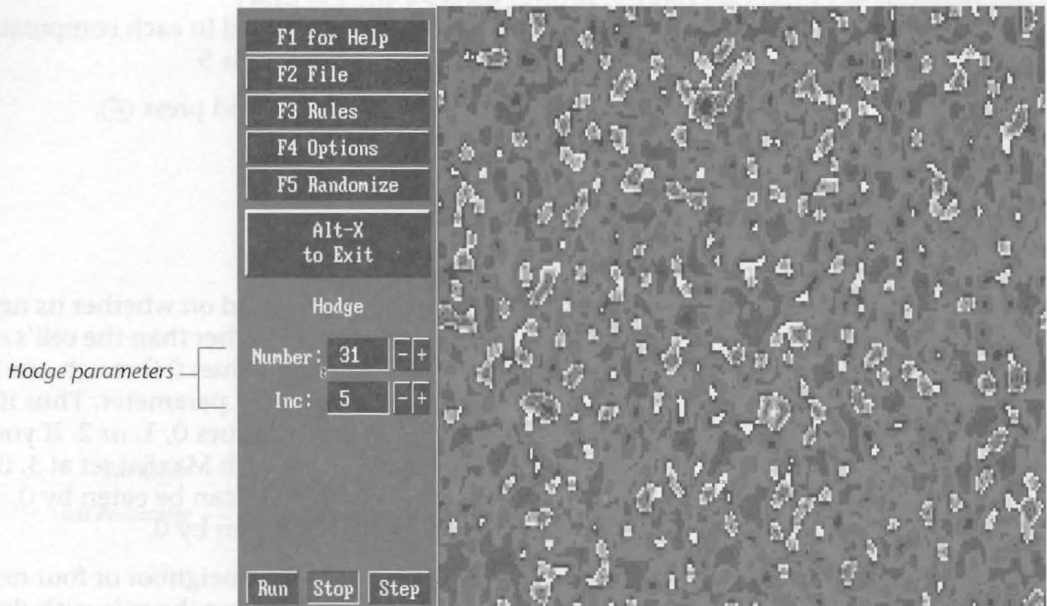 F1 for Help
F2 File
F3 Rules
F4 Options
F5 Randomize
Alt-X
to Exit
Hodge
Hodge parameters
Number: 31 - +
Inc: 5 - +
Run Stop Step